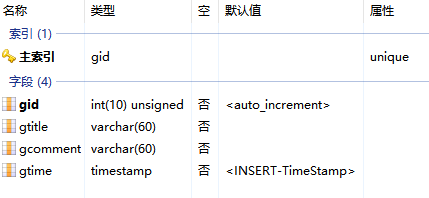 名称 类型 空 默认值 属性
索引 (1)
主索引 gid unique
字段 (4)
gid int(10) unsigned 否 <auto_increment>
gtitle varchar(60) 否
gcomment varchar(60) 否
gtime timestamp 否 <INSERT-TimeStamp>